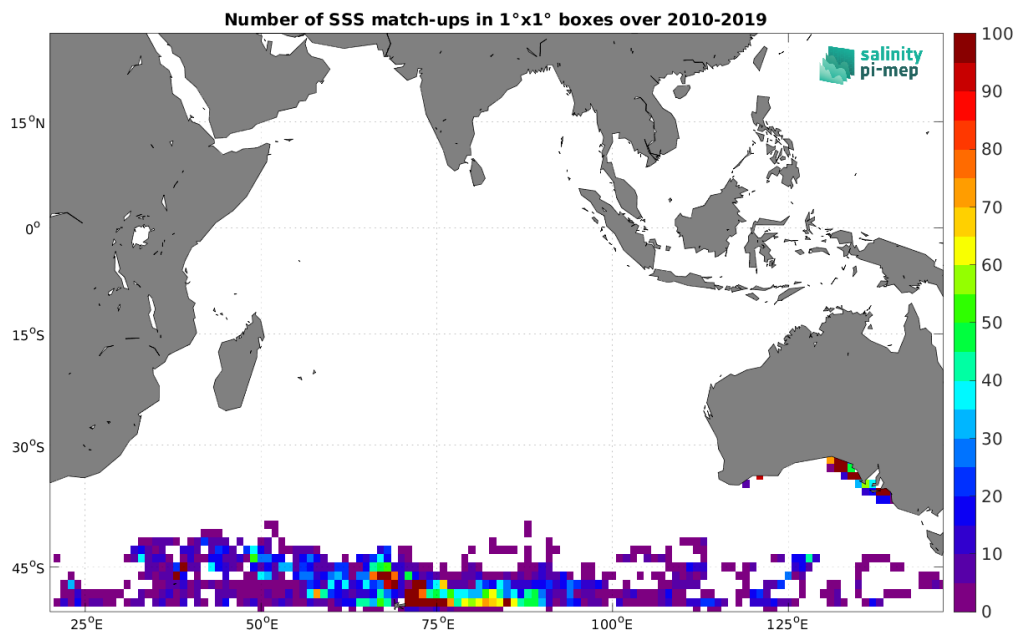 Number of SSS match-ups in 1°x1° boxes over 2010-2019
salinity
pi-mep
100
90
80
70
60
50
40
30
20
10
0
15°N
0°
15°S
30°S
45°S
25°E
50°E
75°E
100°E
125°E